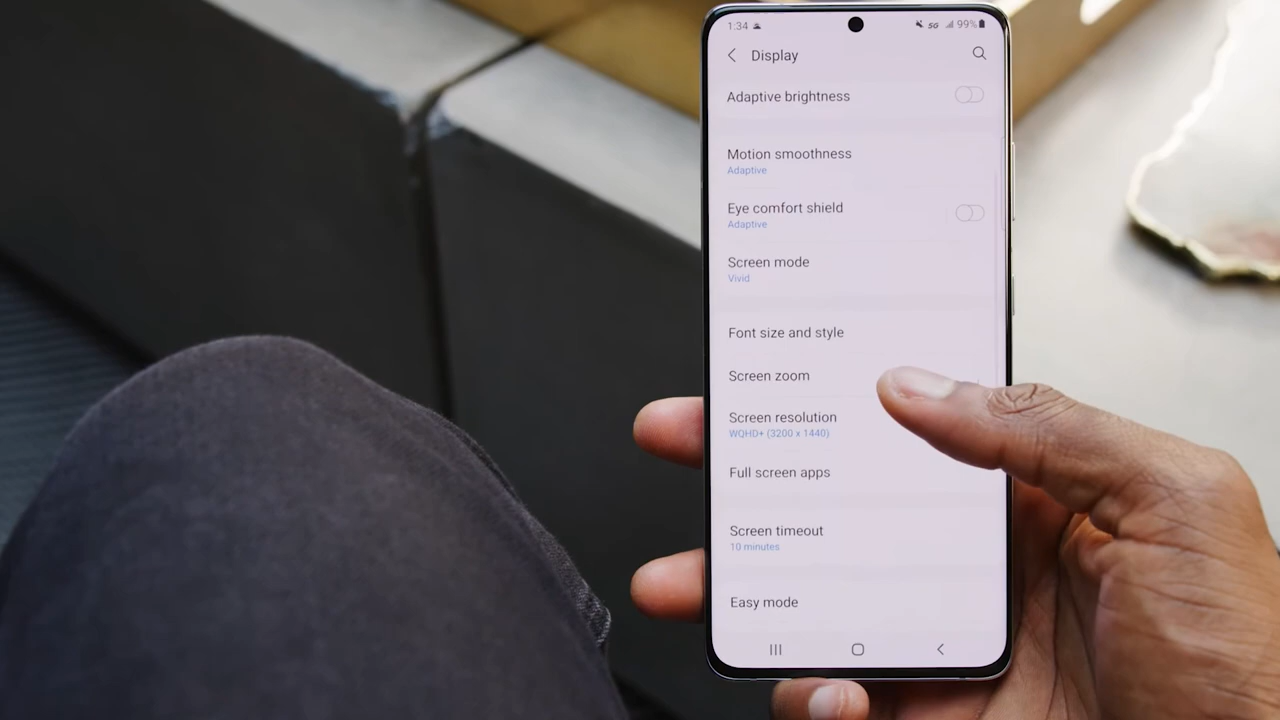 1:34 5G 99%
Display
Adaptive brightness
Motion smoothness
Adaptive
Eye comfort shield
Adaptive
Screen mode
Vivid
Font size and style
Screen zoom
Screen resolution
WQHD+ (3200 x 1440)
Full screen apps
Screen timeout
10 minutes
Easy mode